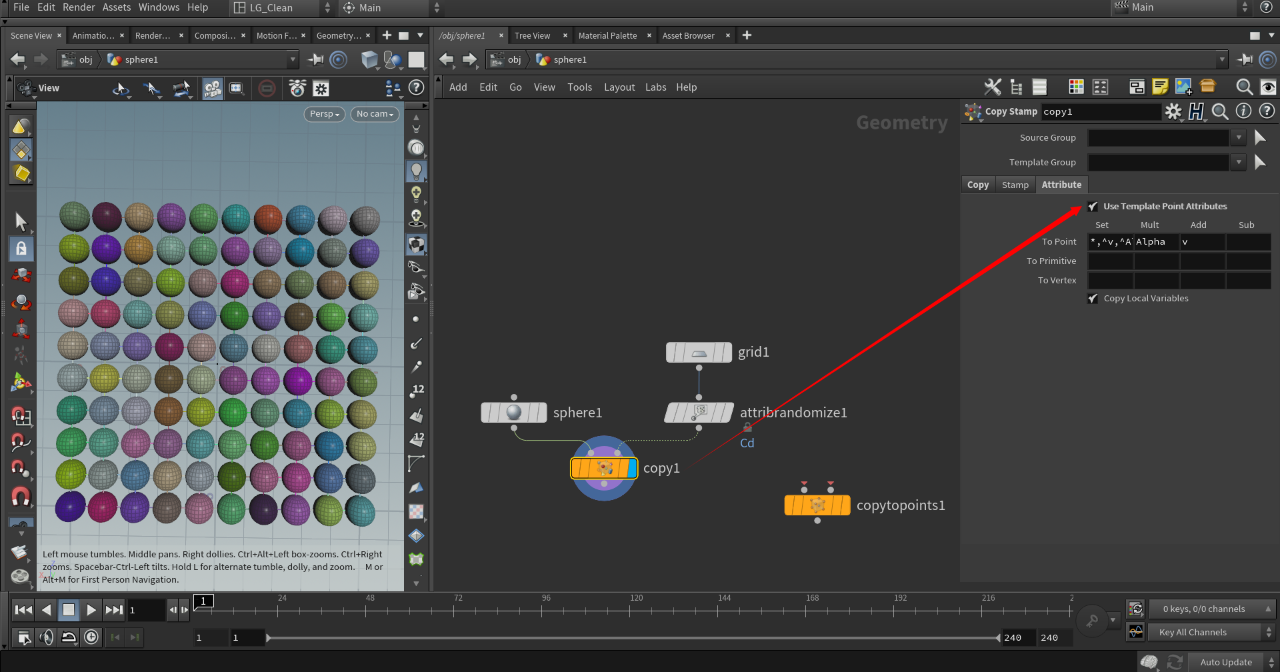 File Edit Render Assets Windows Help LG_Clean Main Main
Scene View Animatio... Render... Composi... Motion F... Geometry...
obj sphere1
View
Persp No cam
Left mouse tumbles. Middle pans. Right dollies. Ctrl+Alt+Left box-zooms. Ctrl+Right
zooms. Spacebar-Ctrl-Left tilts. Hold L for alternate tumble, dolly, and zoom. M or
Alt+M for First Person Navigation.
12
12
/obj/sphere1 Tree View Material Palette Asset Browser
obj sphere1
Add Edit Go View Tools Layout Labs Help
Geometry
grid1
sphere1
attribrandomize1
Cd
copy1
copytopoints1
Copy Stamp copy1
Source Group
Template Group
Copy Stamp Attribute
Use Template Point Attributes
Set Mult Add Sub
To Point *,^v,^A Alpha v
To Primitive
To Vertex
Copy Local Variables
1 1 24 48 72 96 120 144 168 192 216 2
1 1 240 240
0 keys, 0/0 channels
Key All Channels
Auto Update